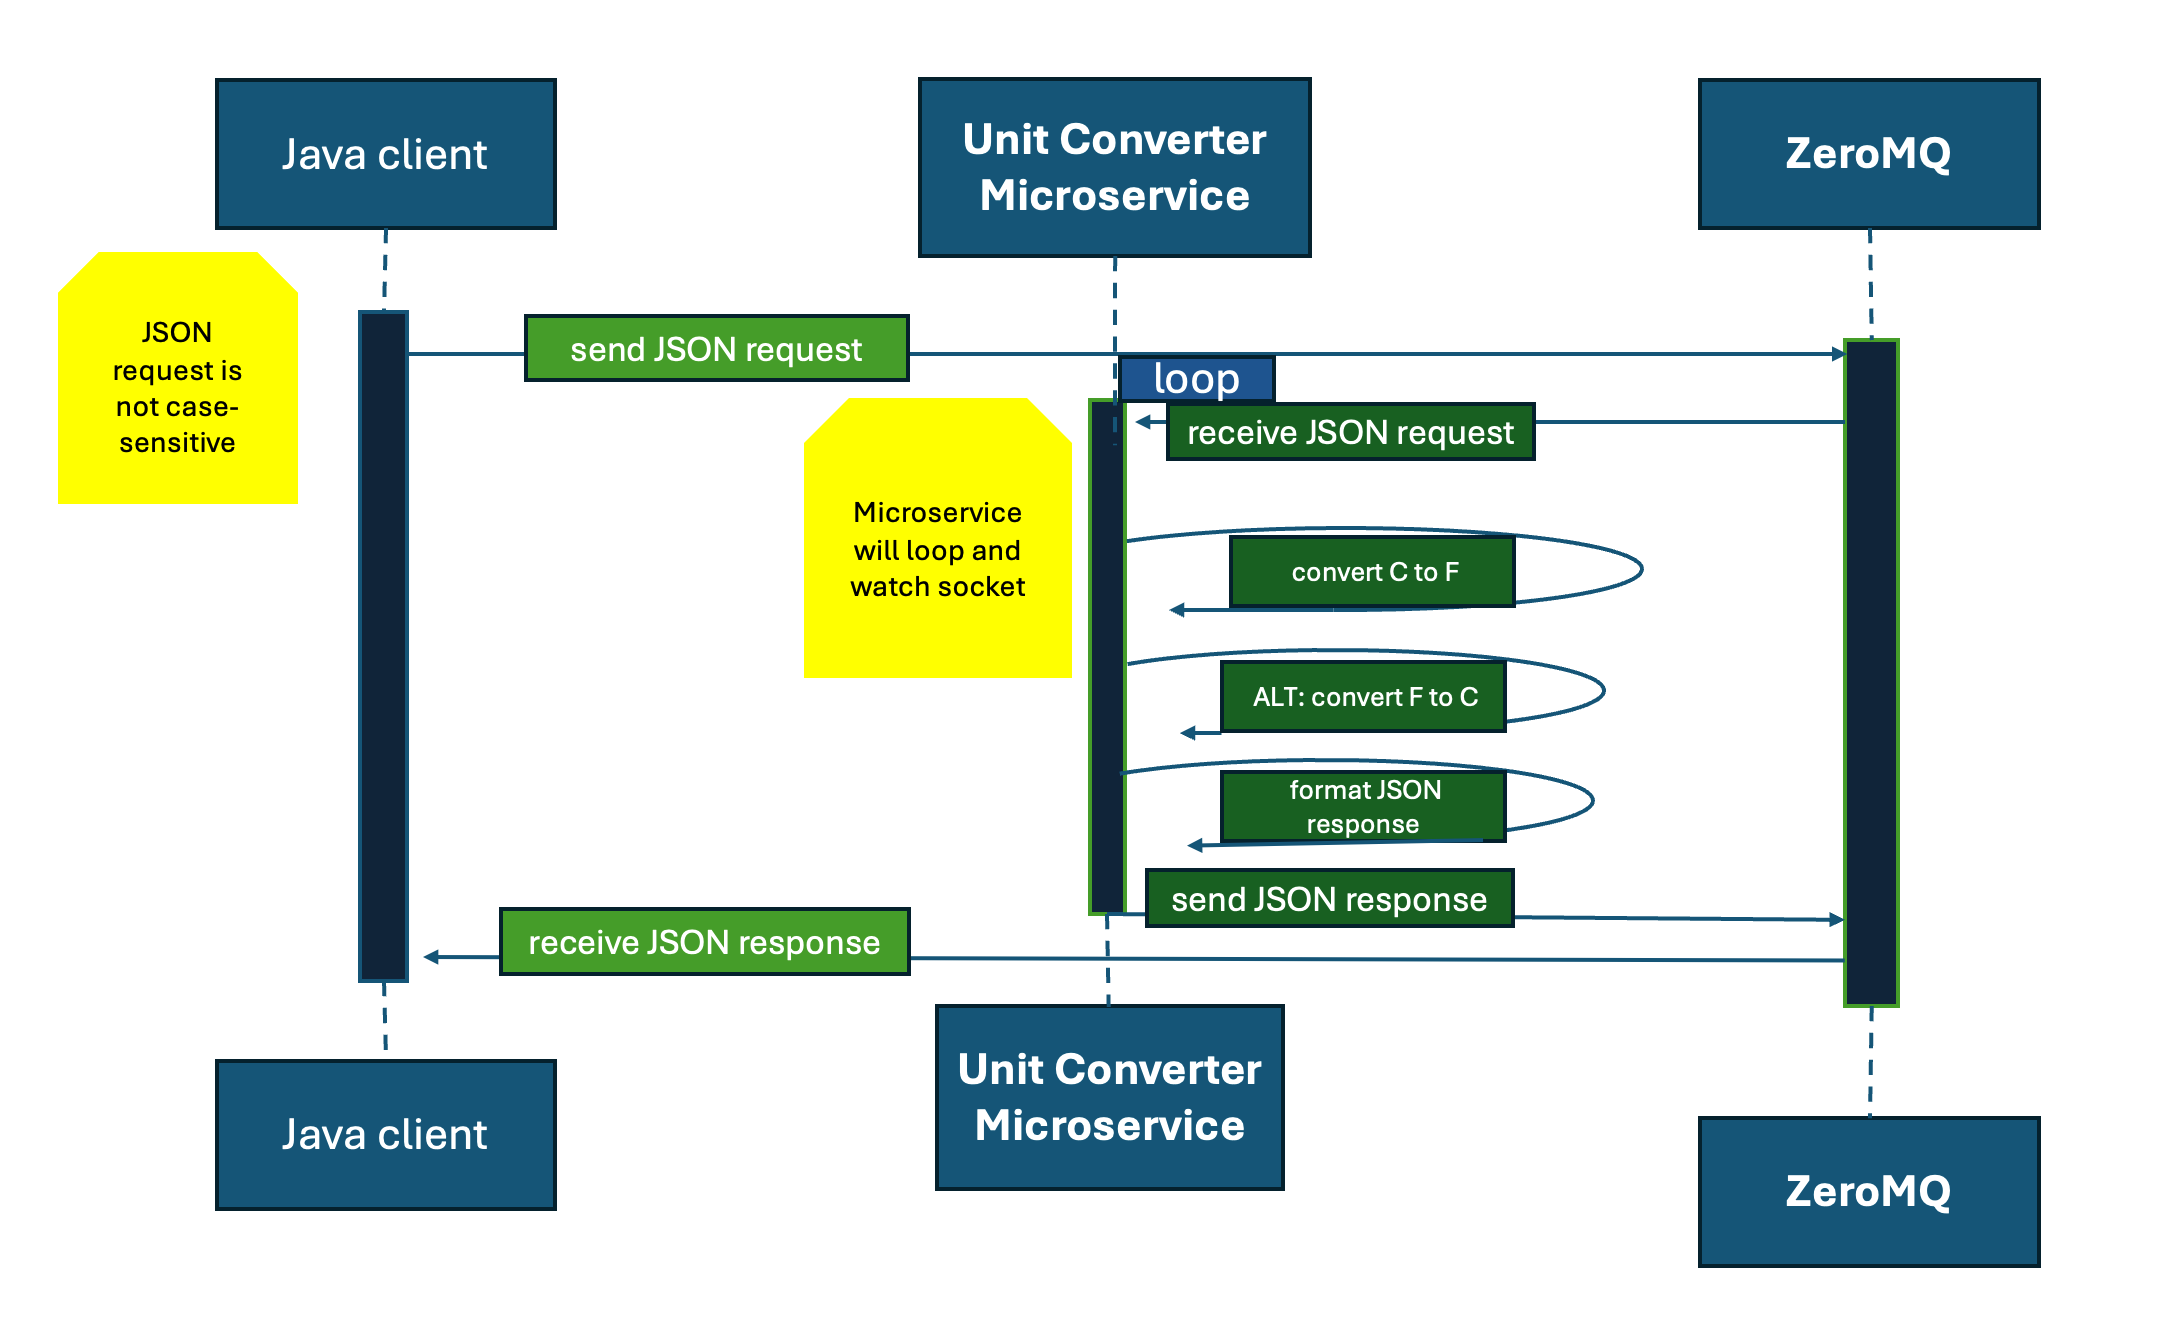 Java client
Unit Converter
Microservice
ZeroMQ
JSON
request is
not case-
sensitive
send JSON request
loop
receive JSON request
Microservice
will loop and
watch socket
convert C to F
ALT: convert F to C
format JSON
response
send JSON response
receive JSON response
Java client
Unit Converter
Microservice
ZeroMQ